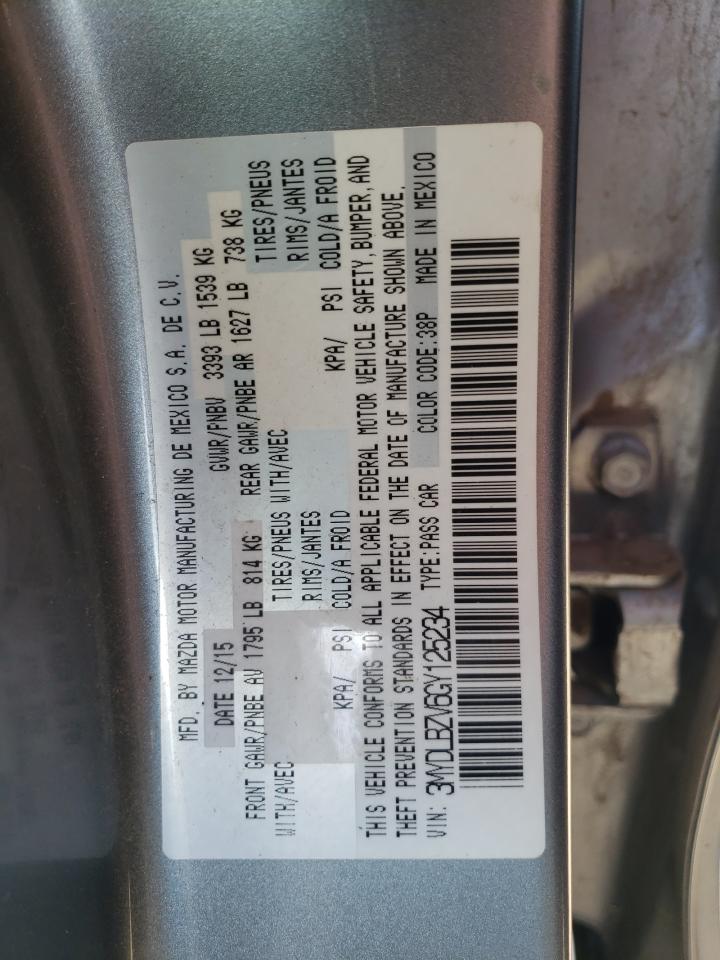 MFD. BY MAZDA MOTOR MANUFACTURING DE MEXICO S.A. DE C.V.
DATE 12/15 GVWR/PNBV 3393 LB 1539 KG
FRONT GAWR/PNBE AV 1795 LB 814 KG REAR GAWR/PNBE AR 1627 LB 738 KG
WITH/AVEC TIRES/PNEUS WITH/AVEC TIRES/PNEUS
RIMS/JANTES RIMS/JANTES
KPA/ PSI COLD/A FROID KPA/ PSI COLD/A FROID
THIS VEHICLE CONFORMS TO ALL APPLICABLE FEDERAL MOTOR VEHICLE SAFETY, BUMPER, AND
THEFT PREVENTION STANDARDS IN EFFECT ON THE DATE OF MANUFACTURE SHOWN ABOVE.
VIN: 3MYDLBZV6GY125234 TYPE:PASS CAR COLOR CODE:38P MADE IN MEXICO